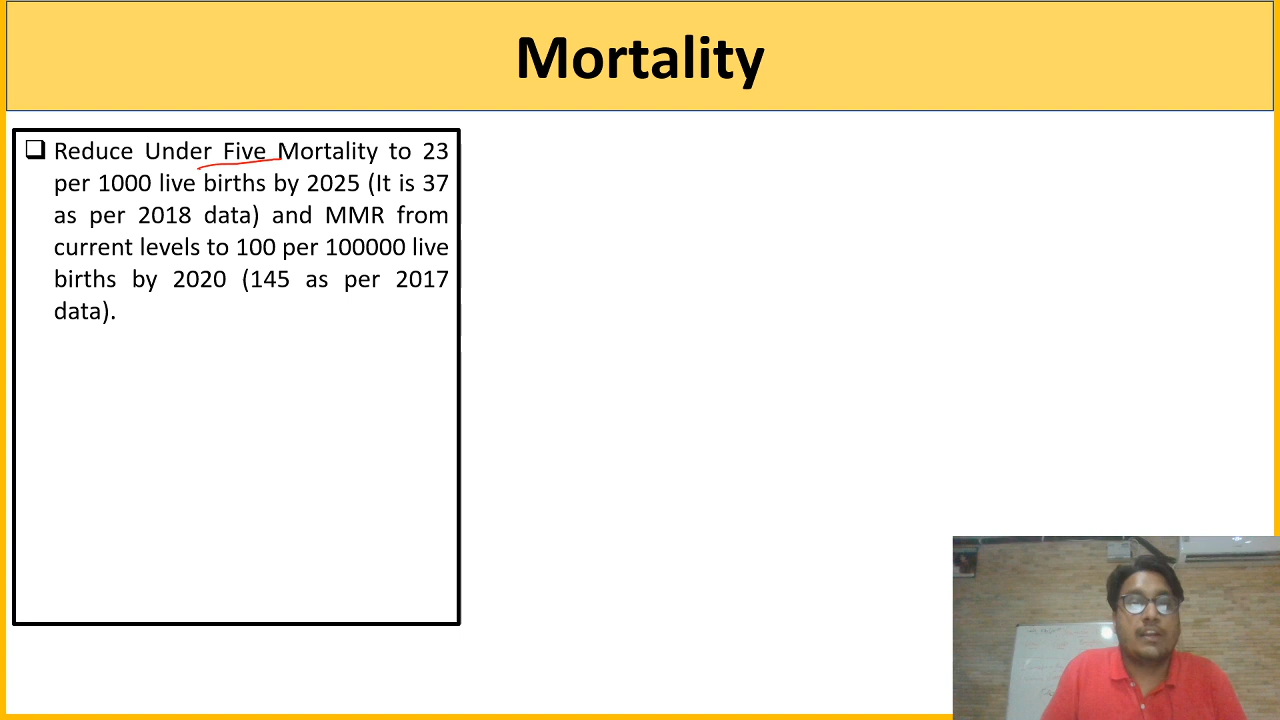 Mortality
❑ Reduce Under Five Mortality to 23
per 1000 live births by 2025 (It is 37
as per 2018 data) and MMR from
current levels to 100 per 100000 live
births by 2020 (145 as per 2017
data).